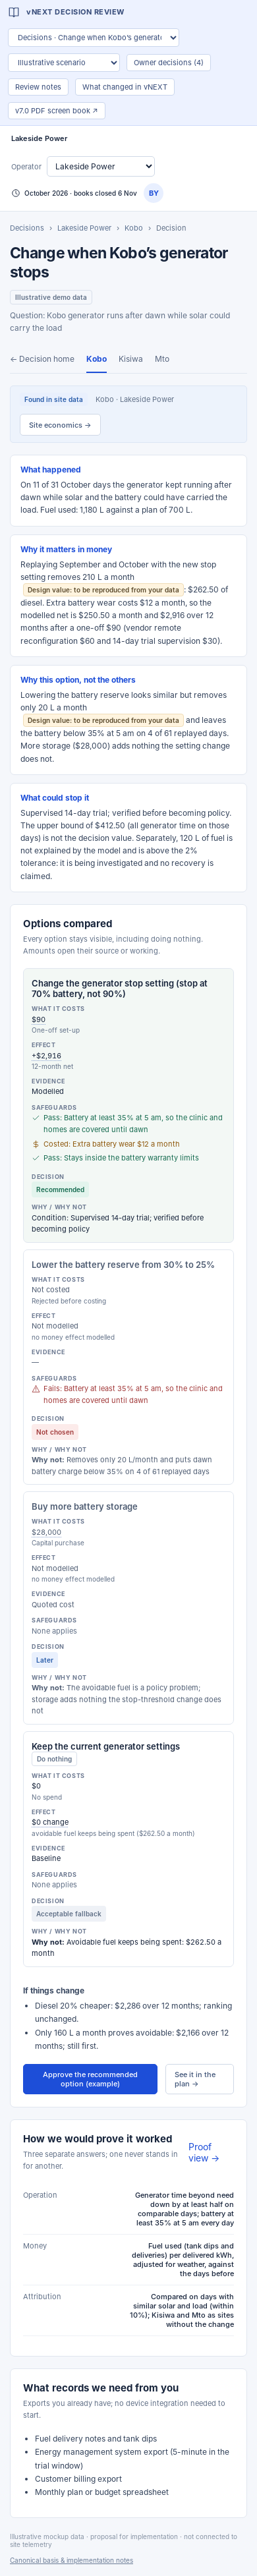 vNEXT DECISION REVIEW
Decisions · Change when Kobo's generato
Illustrative scenario
Owner decisions (4)
Review notes
What changed in vNEXT
v7.0 PDF screen book ↗
Lakeside Power
Operator
Lakeside Power
October 2026 · books closed 6 Nov
BY
Decisions › Lakeside Power › Kobo › Decision
Change when Kobo's generator
stops
Illustrative demo data
Question: Kobo generator runs after dawn while solar could
carry the load
← Decision home
Kobo
Kisiwa
Mto
Found in site data
Kobo · Lakeside Power
Site economics →
What happened
On 11 of 31 October days the generator kept running after
dawn while solar and the battery could have carried the
load. Fuel used: 1,180 L against a plan of 700 L.
Why it matters in money
Replaying September and October with the new stop
setting removes 210 L a month
Design value: to be reproduced from your data : $262.50 of
diesel. Extra battery wear costs $12 a month, so the
modelled net is $250.50 a month and $2,916 over 12
months after a one-off $90 (vendor remote
reconfiguration $60 and 14-day trial supervision $30).
Why this option, not the others
Lowering the battery reserve looks similar but removes
only 20 L a month
Design value: to be reproduced from your data and leaves
the battery below 35% at 5 am on 4 of 61 replayed days.
More storage ($28,000) adds nothing the setting change
does not.
What could stop it
Supervised 14-day trial; verified before becoming policy.
The upper bound of $412.50 (all generator time on those
days) is not the decision value. Separately, 120 L of fuel is
not explained by the model and is above the 2%
tolerance: it is being investigated and no recovery is
claimed.
Options compared
Every option stays visible, including doing nothing.
Amounts open their source or working.
Change the generator stop setting (stop at
70% battery, not 90%)
WHAT IT COSTS
$90
One-off set-up
EFFECT
+$2,916
12-month net
EVIDENCE
Modelled
SAFEGUARDS
Pass: Battery at least 35% at 5 am, so the clinic and
homes are covered until dawn
Costed: Extra battery wear $12 a month
Pass: Stays inside the battery warranty limits
DECISION
Recommended
WHY / WHY NOT
Condition: Supervised 14-day trial; verified before
becoming policy
Lower the battery reserve from 30% to 25%
WHAT IT COSTS
Not costed
Rejected before costing
EFFECT
Not modelled
no money effect modelled
EVIDENCE
—
SAFEGUARDS
Fails: Battery at least 35% at 5 am, so the clinic and
homes are covered until dawn
DECISION
Not chosen
WHY / WHY NOT
Why not: Removes only 20 L/month and puts dawn
battery charge below 35% on 4 of 61 replayed days
Buy more battery storage
WHAT IT COSTS
$28,000
Capital purchase
EFFECT
Not modelled
no money effect modelled
EVIDENCE
Quoted cost
SAFEGUARDS
None applies
DECISION
Later
WHY / WHY NOT
Why not: The avoidable fuel is a policy problem;
storage adds nothing the stop-threshold change does
not
Keep the current generator settings
Do nothing
WHAT IT COSTS
$0
No spend
EFFECT
$0 change
avoidable fuel keeps being spent ($262.50 a month)
EVIDENCE
Baseline
SAFEGUARDS
None applies
DECISION
Acceptable fallback
WHY / WHY NOT
Why not: Avoidable fuel keeps being spent: $262.50 a
month
If things change
• Diesel 20% cheaper: $2,286 over 12 months; ranking
unchanged.
• Only 160 L a month proves avoidable: $2,166 over 12
months; still first.
Approve the recommended
option (example)
See it in the
plan →
How we would prove it worked
Three separate answers; one never stands in
for another.
Proof
view →
Operation
Generator time beyond need
down by at least half on
comparable days; battery at
least 35% at 5 am every day
Money
Fuel used (tank dips and
deliveries) per delivered kWh,
adjusted for weather, against
the days before
Attribution
Compared on days with
similar solar and load (within
10%); Kisiwa and Mto as sites
without the change
What records we need from you
Exports you already have; no device integration needed to
start.
• Fuel delivery notes and tank dips
• Energy management system export (5-minute in the
trial window)
• Customer billing export
• Monthly plan or budget spreadsheet
Illustrative mockup data · proposal for implementation · not connected to
site telemetry
Canonical basis & implementation notes